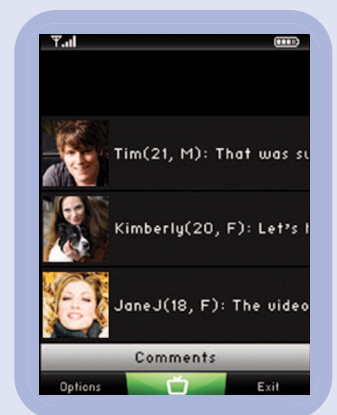 Tim(21, M): That was su
Kimberly(20, F): Let's h
JaneJ(18, F): The video
Comments
Options Exit